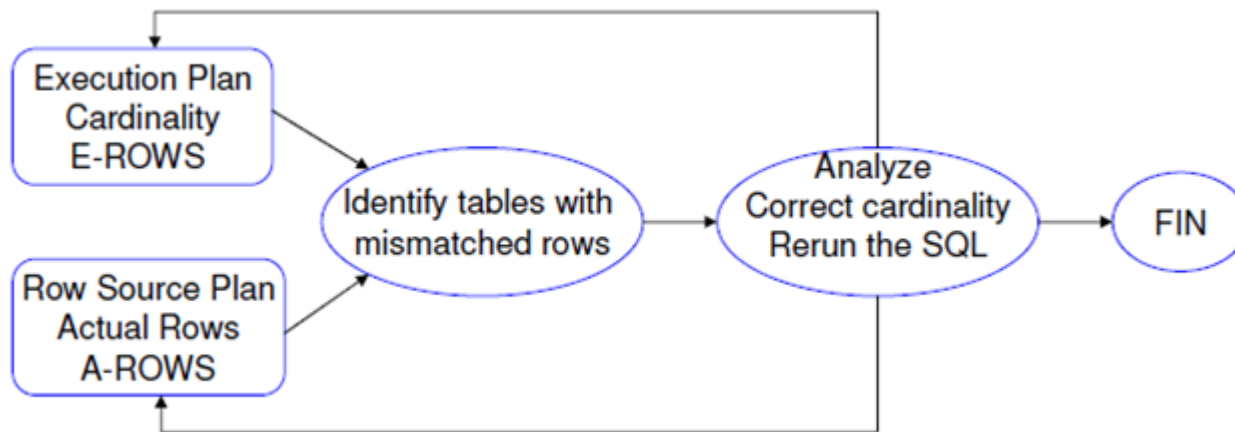 Execution Plan
Cardinality
E-ROWS
Row Source Plan
Actual Rows
A-ROWS
Identify tables with
mismatched rows
Analyze
Correct cardinality
Rerun the SQL
FIN